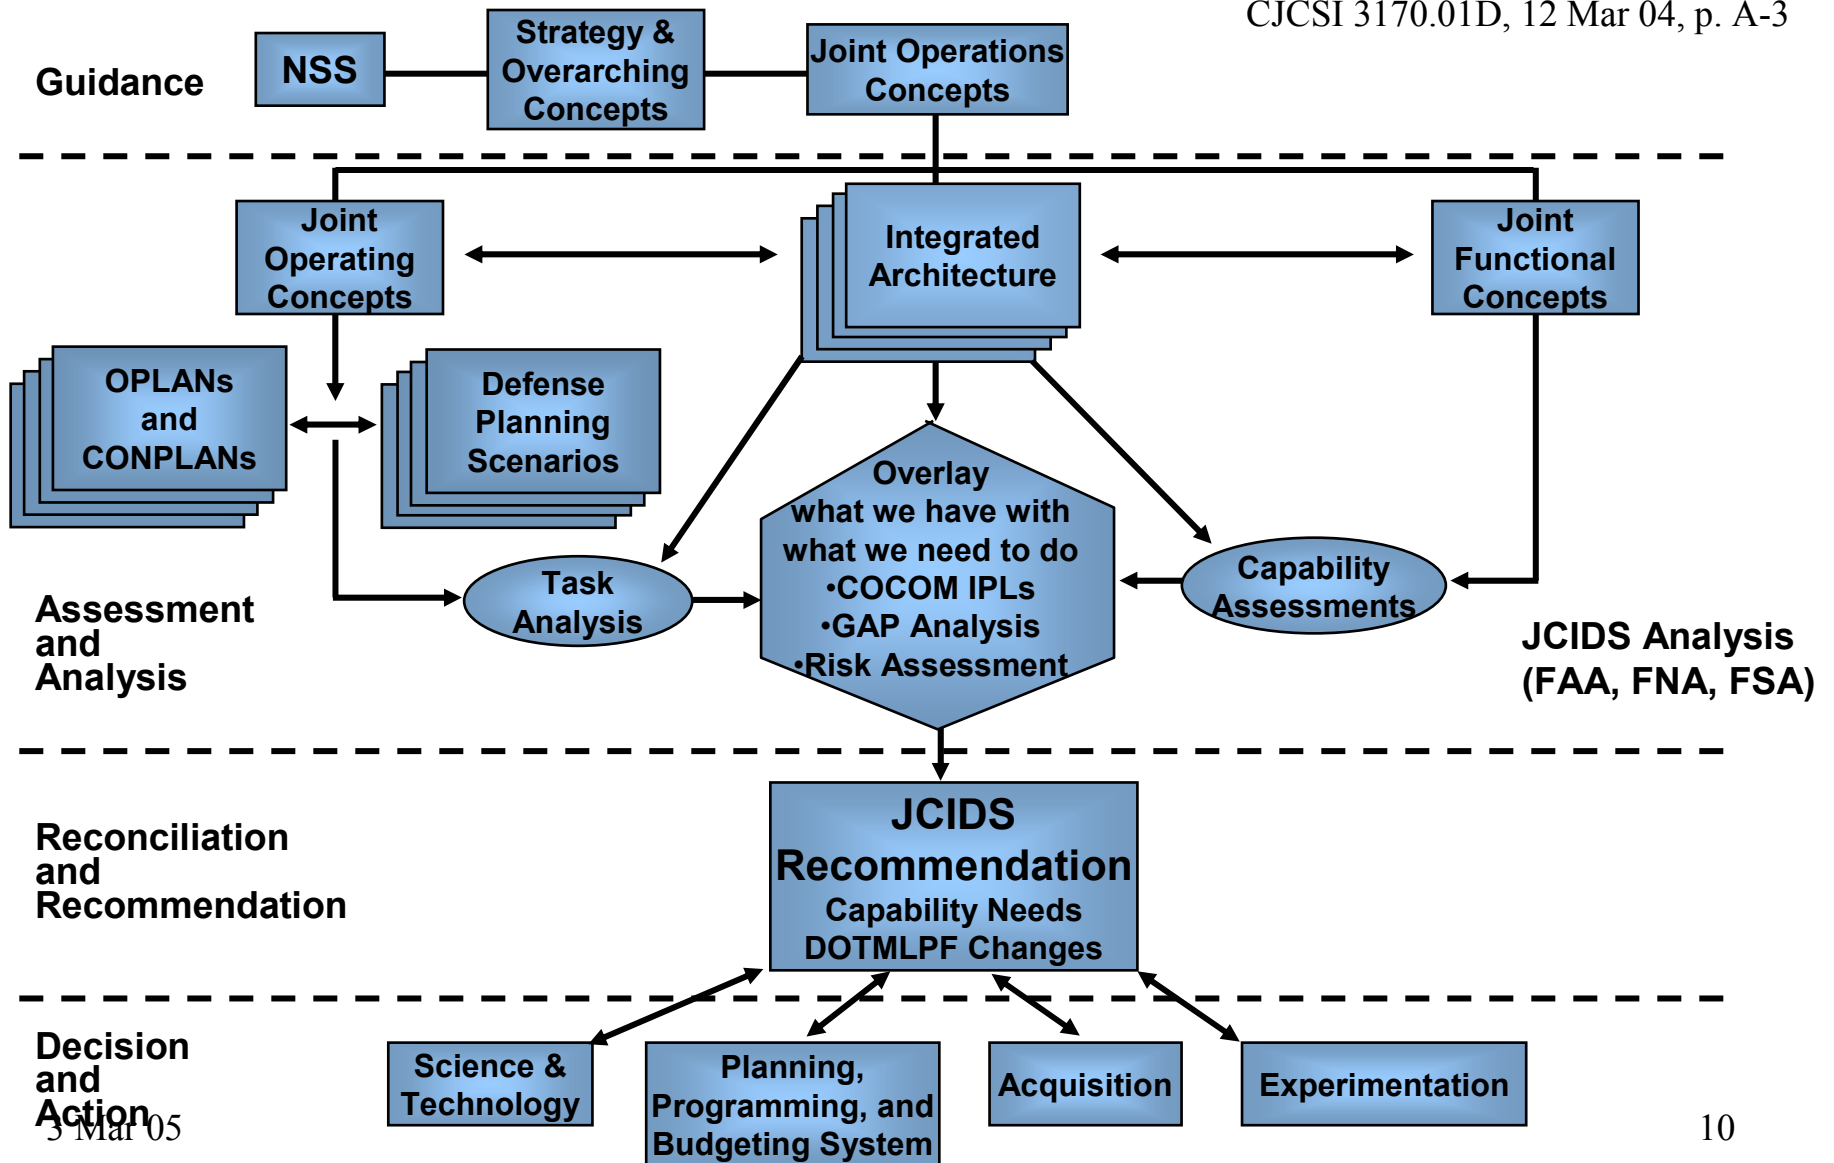 CJCSI 3170.01D, 12 Mar 04, p. A-3
Guidance
NSS
Strategy &
Overarching
Concepts
Joint Operations
Concepts
Joint
Operating
Concepts
Integrated
Architecture
Joint
Functional
Concepts
OPLANs
and
CONPLANs
Defense
Planning
Scenarios
Overlay
what we have with
what we need to do
•COCOM IPLs
•GAP Analysis
•Risk Assessment
Task
Analysis
Capability
Assessments
Assessment
and
Analysis
JCIDS Analysis
(FAA, FNA, FSA)
Reconciliation
and
Recommendation
JCIDS
Recommendation
Capability Needs
DOTMLPF Changes
Decision
and
Action
Science &
Technology
Planning,
Programming, and
Budgeting System
Acquisition
Experimentation
3 Mar 05
10